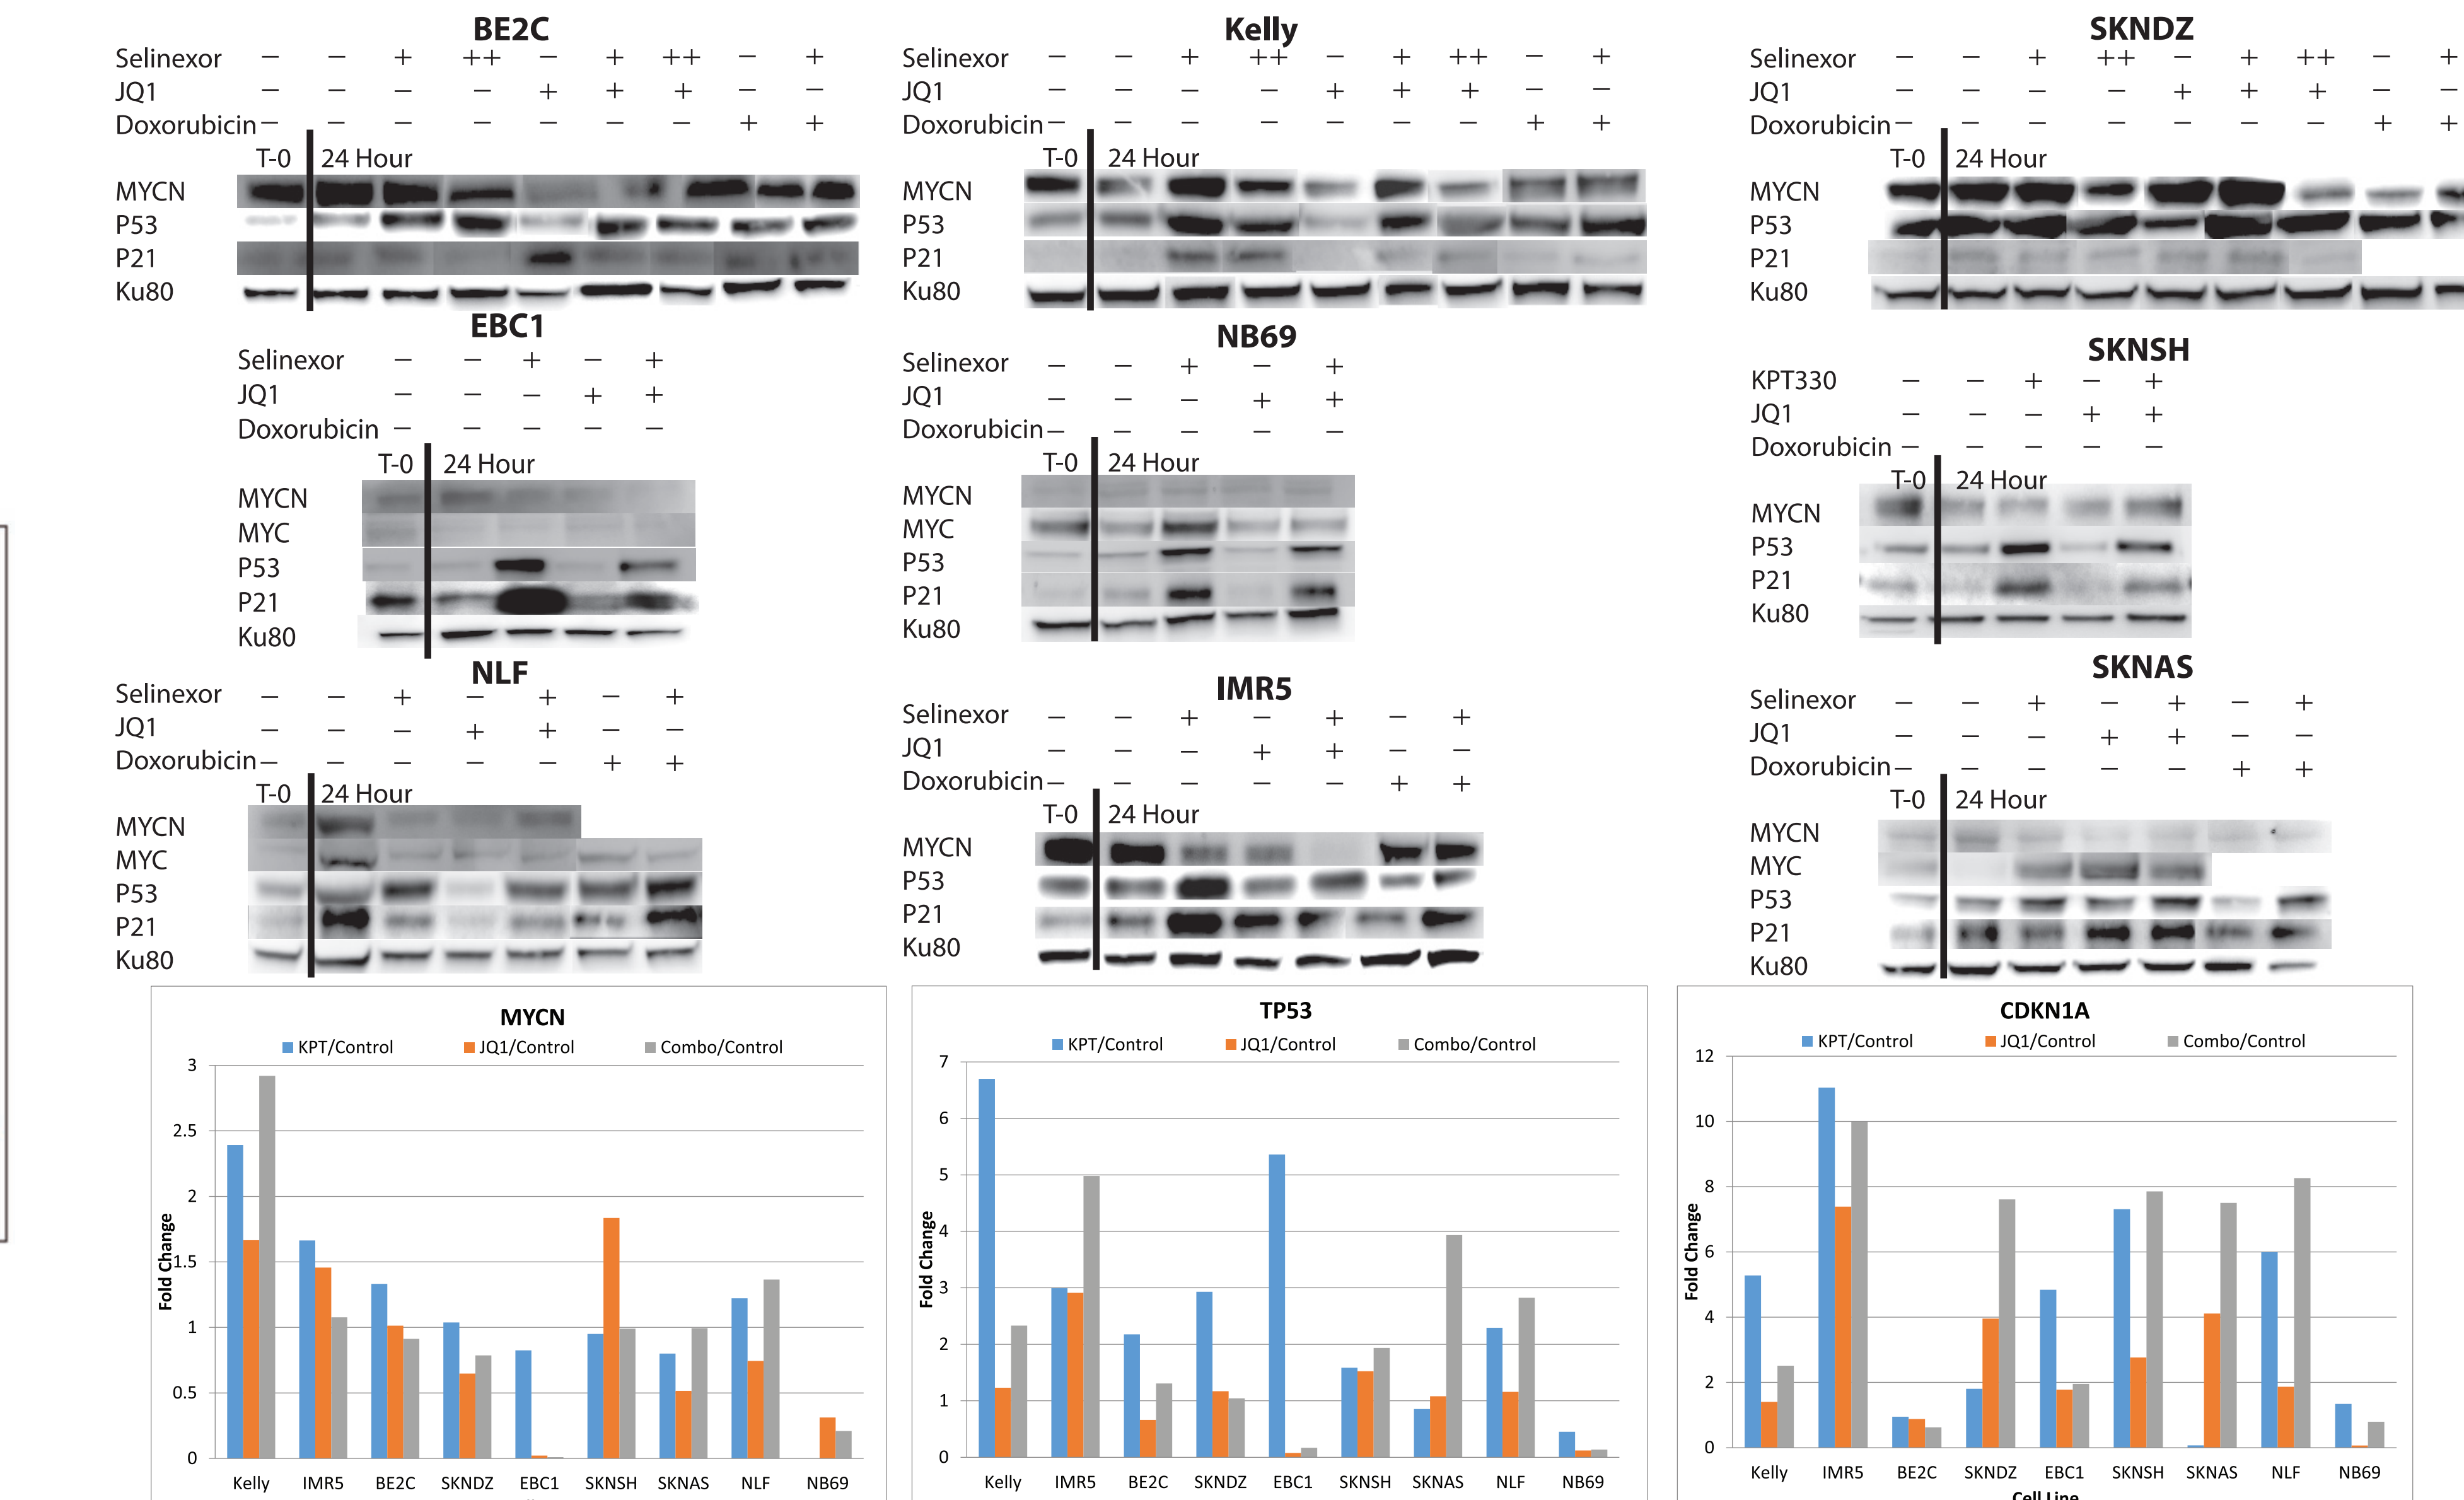 BE2C
Selinexor — — + ++ — + ++ — +
JQ1 — — — — + + + — —
Doxorubicin — — — — — — — + +
T-0 24 Hour
MYCN
P53
P21
Ku80
Kelly
Selinexor — — + ++ — + ++ — +
JQ1 — — — — + + + — —
Doxorubicin — — — — — — — + +
T-0 24 Hour
MYCN
P53
P21
Ku80
SKNDZ
Selinexor — — + ++ — + ++ — +
JQ1 — — — — + + + — —
Doxorubicin — — — — — — — + +
T-0 24 Hour
MYCN
P53
P21
Ku80
EBC1
Selinexor — — + — +
JQ1 — — — + +
Doxorubicin — — — — —
T-0 24 Hour
MYCN
MYC
P53
P21
Ku80
NB69
Selinexor — — + — +
JQ1 — — — + +
Doxorubicin — — — — —
T-0 24 Hour
MYCN
MYC
P53
P21
Ku80
SKNSH
KPT330 — — + — +
JQ1 — — — + +
Doxorubicin — — — — —
T-0 24 Hour
MYCN
P53
P21
Ku80
NLF
Selinexor — — + — + — +
JQ1 — — — + + — —
Doxorubicin — — — — — + +
T-0 24 Hour
MYCN
MYC
P53
P21
Ku80
IMR5
Selinexor — — + — + — +
JQ1 — — — + + — —
Doxorubicin — — — — — + +
T-0 24 Hour
MYCN
P53
P21
Ku80
SKNAS
Selinexor — — + — + — +
JQ1 — — — + + — —
Doxorubicin — — — — — + +
T-0 24 Hour
MYCN
MYC
P53
P21
Ku80
MYCN
KPT/Control JQ1/Control Combo/Control
3
2.5
2
1.5
1
0.5
0
Fold Change
Kelly IMR5 BE2C SKNDZ EBC1 SKNSH SKNAS NLF NB69
TP53
KPT/Control JQ1/Control Combo/Control
7
6
5
4
3
2
1
0
Fold Change
Kelly IMR5 BE2C SKNDZ EBC1 SKNSH SKNAS NLF NB69
CDKN1A
KPT/Control JQ1/Control Combo/Control
12
10
8
6
4
2
0
Fold Change
Kelly IMR5 BE2C SKNDZ EBC1 SKNSH SKNAS NLF NB69
Cell Line